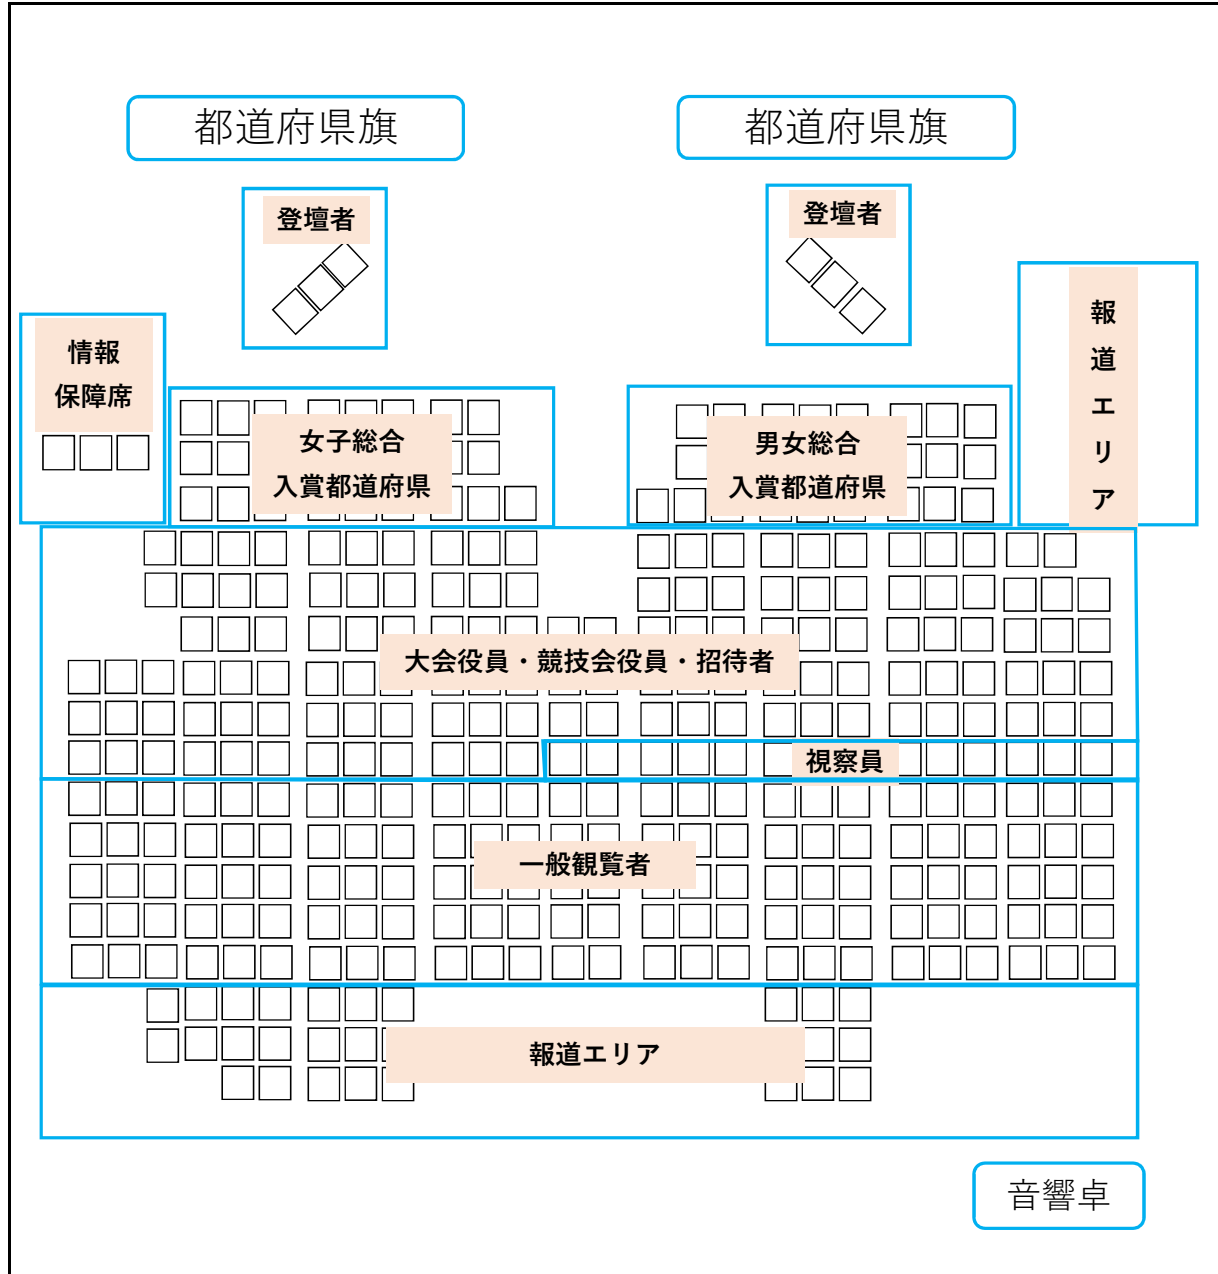 都道府県旗
都道府県旗
登壇者
登壇者
情報
保障席
報
道
エ
リ
ア
女子総合
入賞都道府県
男女総合
入賞都道府県
大会役員・競技会役員・招待者
視察員
一般観覧者
報道エリア
音響卓